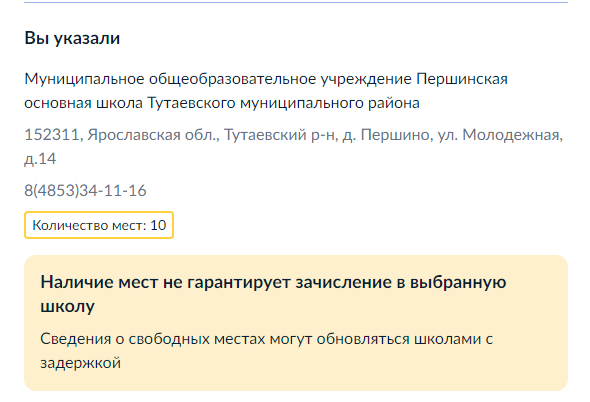 Вы указали
Муниципальное общеобразовательное учреждение Першинская
основная школа Тутаевского муниципального района
152311, Ярославская обл., Тутаевский р-н, д. Першино, ул. Молодежная,
д.14
8(4853)34-11-16
Количество мест: 10
Наличие мест не гарантирует зачисление в выбранную
школу
Сведения о свободных местах могут обновляться школами с
задержкой